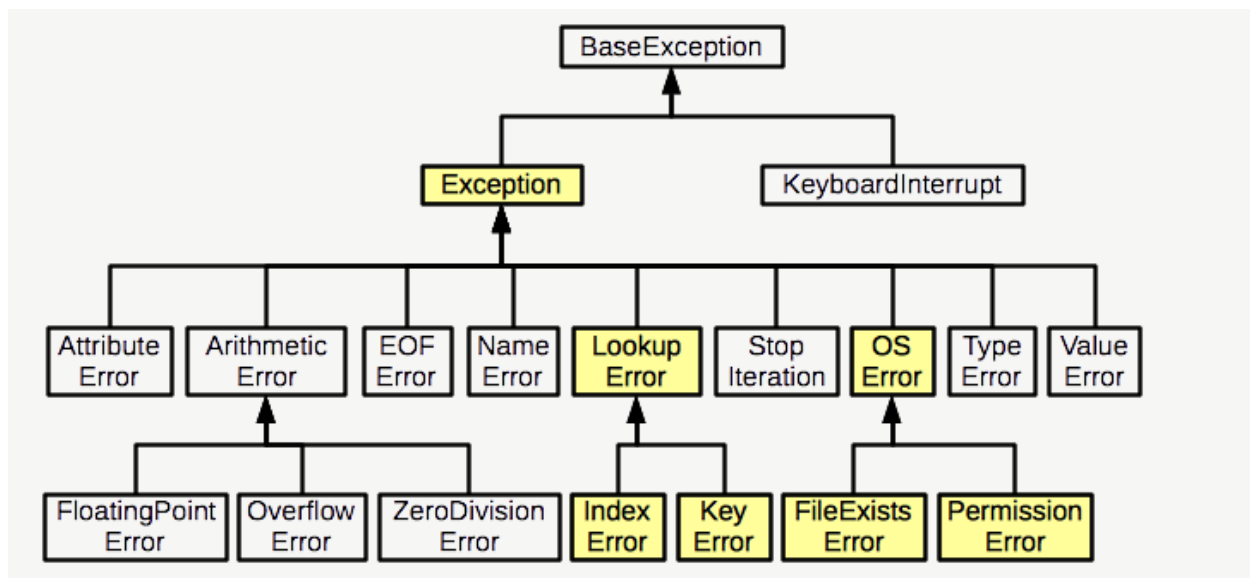 BaseException
Exception
KeyboardInterrupt
Attribute
Error
Arithmetic
Error
EOF
Error
Name
Error
Lookup
Error
Stop
Iteration
OS
Error
Type
Error
Value
Error
FloatingPoint
Error
Overflow
Error
ZeroDivision
Error
Index
Error
Key
Error
FileExists
Error
Permission
Error